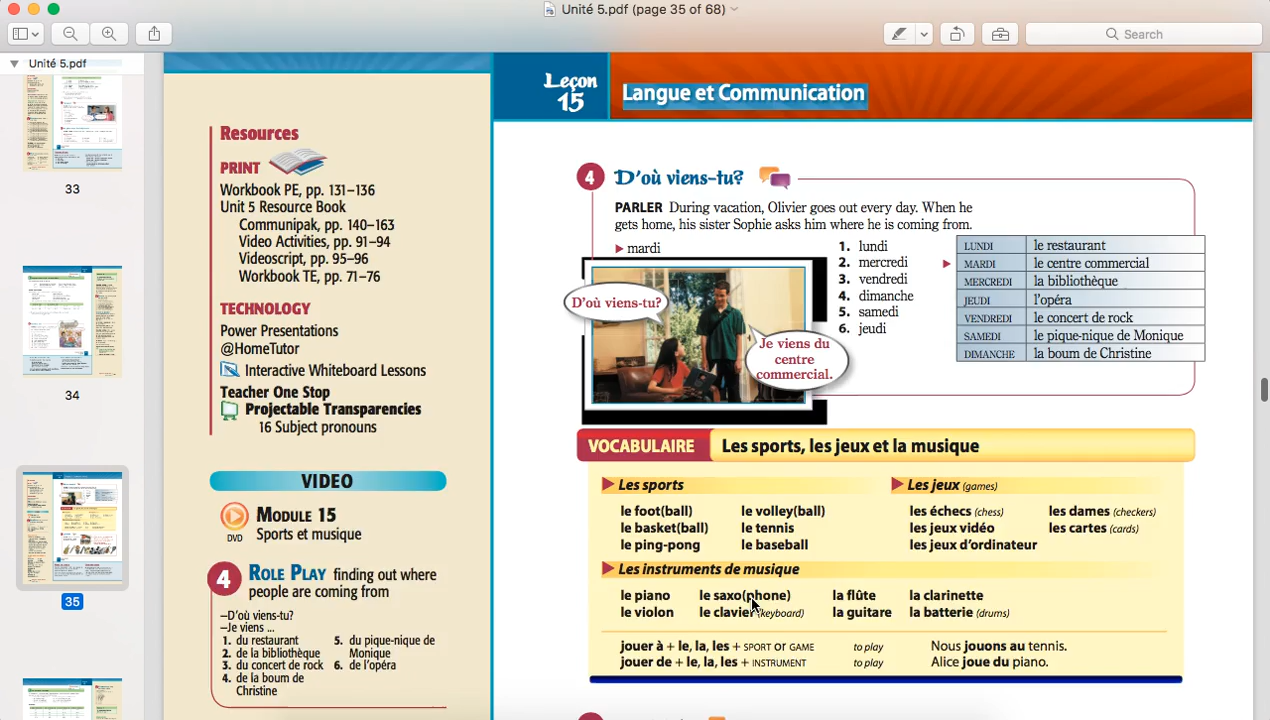 Unité 5.pdf (page 35 of 68)
Search
Unité 5.pdf
33
34
35
Resources
PRINT
Workbook PE, pp. 131–136
Unit 5 Resource Book
Communipak, pp. 140–163
Video Activities, pp. 91–94
Videoscript, pp. 95–96
Workbook TE, pp. 71–76
TECHNOLOGY
Power Presentations
@HomeTutor
Interactive Whiteboard Lessons
Teacher One Stop
Projectable Transparencies
16 Subject pronouns
VIDEO
DVD
MODULE 15
Sports et musique
4 ROLE PLAY finding out where
people are coming from
–D'où viens-tu?
–Je viens ...
1. du restaurant
2. de la bibliothèque
3. du concert de rock
4. de la boum de
Christine
5. du pique-nique de
Monique
6. de l'opéra
Leçon
15
Langue et Communication
4 D'où viens-tu?
PARLER During vacation, Olivier goes out every day. When he
gets home, his sister Sophie asks him where he is coming from.
mardi
D'où viens-tu?
Je viens du
centre
commercial.
1. lundi
2. mercredi
3. vendredi
4. dimanche
5. samedi
6. jeudi
LUNDI le restaurant
MARDI le centre commercial
MERCREDI la bibliothèque
JEUDI l'opéra
VENDREDI le concert de rock
SAMEDI le pique-nique de Monique
DIMANCHE la boum de Christine
VOCABULAIRE Les sports, les jeux et la musique
Les sports
le foot(ball) le volley(ball)
le basket(ball) le tennis
le ping-pong le baseball
Les jeux (games)
les échecs (chess) les dames (checkers)
les jeux vidéo les cartes (cards)
les jeux d'ordinateur
Les instruments de musique
le piano le saxo(phone) la flûte la clarinette
le violon le clavier (keyboard) la guitare la batterie (drums)
jouer à + le, la, les + SPORT OR GAME to play Nous jouons au tennis.
jouer de + le, la, les + INSTRUMENT to play Alice joue du piano.